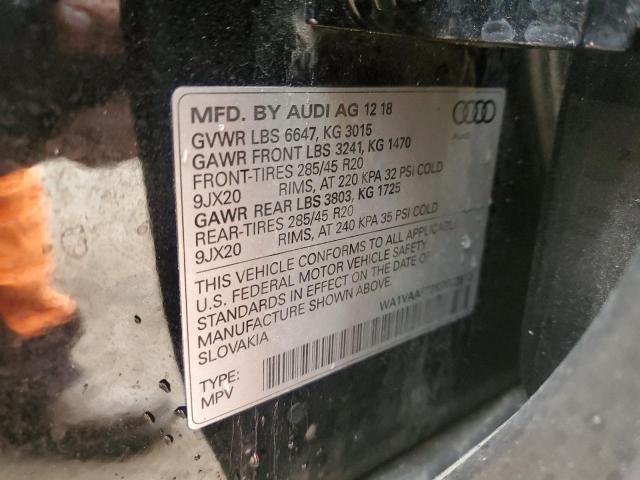 MFD. BY AUDI AG 12 18
GVWR LBS 6647, KG 3015
GAWR FRONT LBS 3241, KG 1470
FRONT-TIRES 285/45 R20
9JX20 RIMS, AT 220 KPA 32 PSI COLD
GAWR REAR LBS 3803, KG 1725
REAR-TIRES 285/45 R20
9JX20 RIMS, AT 240 KPA 35 PSI COLD
Audi
THIS VEHICLE CONFORMS TO ALL APPLICABLE
U.S. FEDERAL MOTOR VEHICLE SAFETY
STANDARDS IN EFFECT ON THE DATE OF
MANUFACTURE SHOWN ABOVE.
SLOVAKIA
TYPE:
MPV